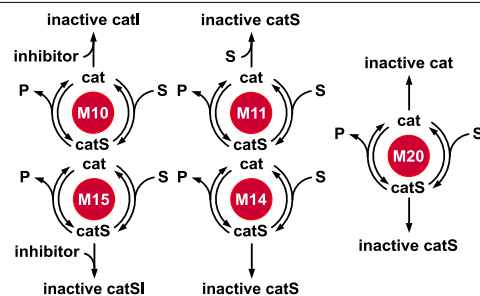 inactive catI
inhibitor
cat
P
M10
S
catS
cat
P
M15
S
catS
inhibitor
inactive catSI
inactive catS
S
cat
P
M11
S
catS
cat
P
M14
S
catS
inactive catS
inactive cat
cat
P
M20
S
catS
inactive catS